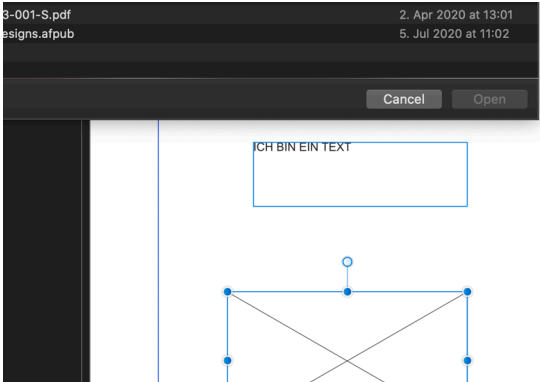 3-001-S.pdf 2. Apr 2020 at 13:01
esigns.afpub 5. Jul 2020 at 11:02
Cancel Open
ICH BIN EIN TEXT